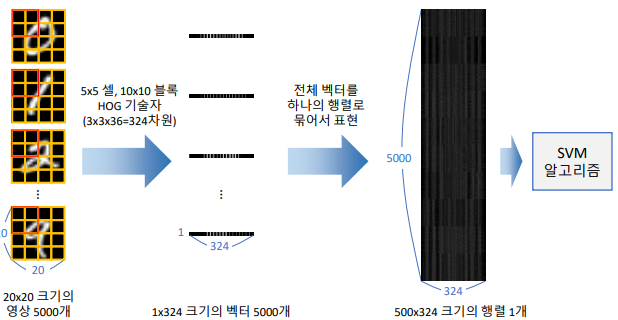 5x5 셀, 10x10 블록
HOG 기술자
(3x3x36=324차원)
전체 벡터를
하나의 행렬로
묶어서 표현
SVM
알고리즘
5000
⋮
⋮
1
324
20
324
20x20 크기의
영상 5000개
1x324 크기의 벡터 5000개
500x324 크기의 행렬 1개